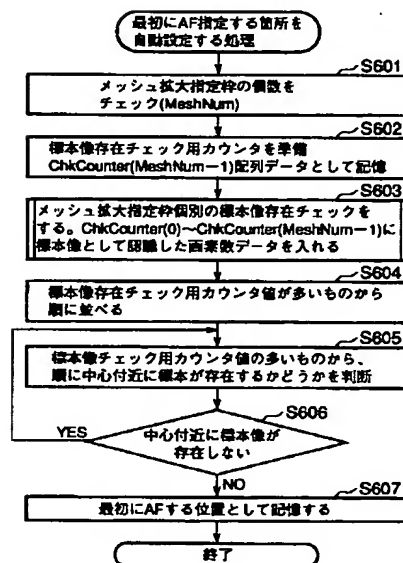 最初にAF指定する箇所を
自動設定する処理
S601
メッシュ拡大指定枠の個数を
チェック(MeshNum)
S602
標本像存在チェック用カウンタを準備
ChkCounter(MeshNum－1)配列データとして記憶
S603
メッシュ拡大指定枠個別の標本像存在チェックを
する。ChkCounter(0)～ChkCounter(MeshNum－1)に
標本像として認識した画素数データを入れる
S604
標本像存在チェック用カウンタ値が多いものから
順に並べる
S605
標本像チェック用カウンタ値の多いものから、
順に中心付近に標本が存在するかどうかを判断
S606
YES
中心付近に標本像が
存在しない
NO
S607
最初にAFする位置として記憶する
終了